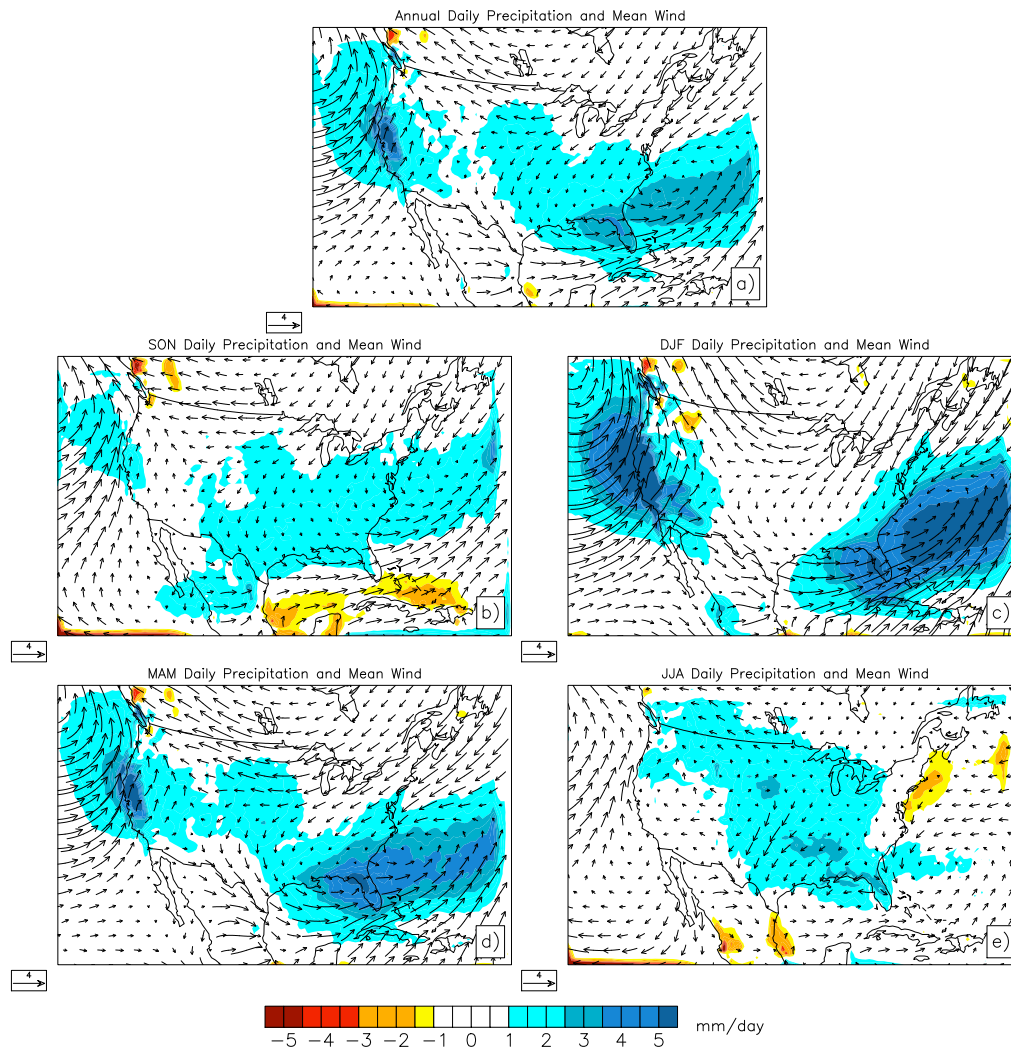 Annual Daily Precipitation and Mean Wind
a)
4
SON Daily Precipitation and Mean Wind
DJF Daily Precipitation and Mean Wind
b)
c)
4
4
MAM Daily Precipitation and Mean Wind
JJA Daily Precipitation and Mean Wind
d)
e)
4
4
-5 -4 -3 -2 -1 0 1 2 3 4 5 mm/day